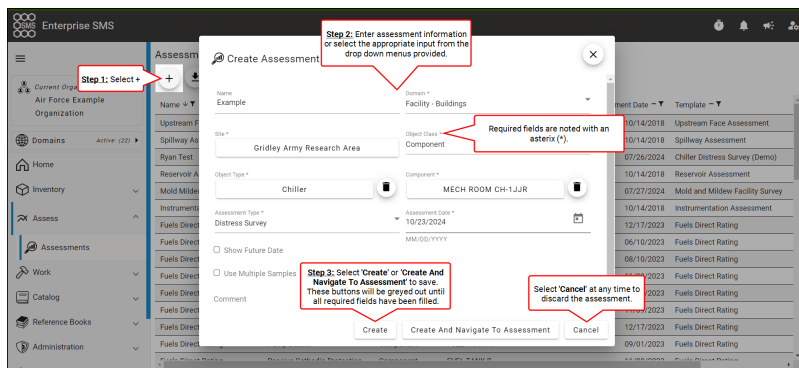 SMS
Enterprise SMS
Assessm
Step 1: Select +
Current Orga
Air Force Example
Organization
Domains
Active: (22)
Home
Inventory
Assess
Assessments
Work
Catalog
Reference Books
Administration
Name
Upstream F
Spillway As
Ryan Test
Reservoir A
Mold Milde
Instrumenta
Fuels Direct
Fuels Direct
Fuels Direct
Fuels Direct
Fuels Direct
Fuels Direct
Fuels Direct
Fuels Direct
Create Assessment
Step 2: Enter assessment information
or select the appropriate input from the
drop down menus provided.
Name
Example
Domain *
Facility - Buildings
Site *
Gridley Army Research Area
Object Class *
Component
Required fields are noted with an
asterix (*).
Object Type *
Chiller
Component *
MECH ROOM CH-1JJR
Assessment Type *
Distress Survey
Assessment Date *
10/23/2024
MM/DD/YYYY
Show Future Date
Use Multiple Samples
Comment
Step 3: Select 'Create' or 'Create And
Navigate To Assessment' to save.
These buttons will be greyed out until
all required fields have been filled.
Select 'Cancel' at any time to
discard the assessment.
Create
Create And Navigate To Assessment
Cancel
ment Date
Template
10/14/2018 Upstream Face Assessment
10/14/2018 Spillway Assessment
07/26/2024 Chiller Distress Survey (Demo)
10/14/2018 Reservoir Assessment
07/27/2024 Mold and Mildew Facility Survey
10/14/2018 Instrumentation Assessment
12/17/2023 Fuels Direct Rating
06/10/2023 Fuels Direct Rating
08/10/2023 Fuels Direct Rating
Fuels Direct Rating
2023 Fuels Direct Rating
Fuels Direct Rating
12/17/2023 Fuels Direct Rating
09/01/2023 Fuels Direct Rating